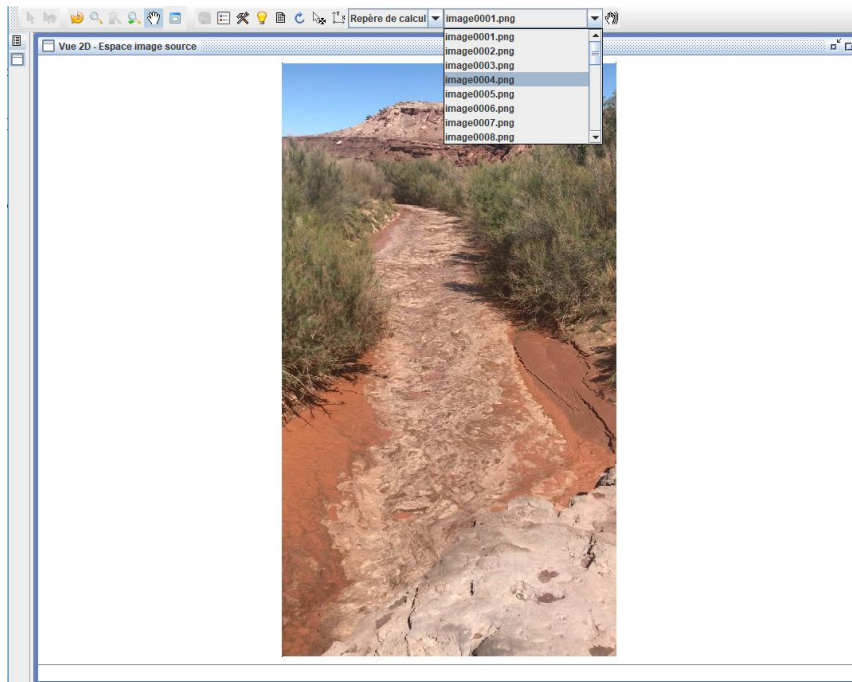 Repère de calcul image0001.png
Vue 2D - Espace image source
image0001.png
image0002.png
image0003.png
image0004.png
image0005.png
image0006.png
image0007.png
image0008.png